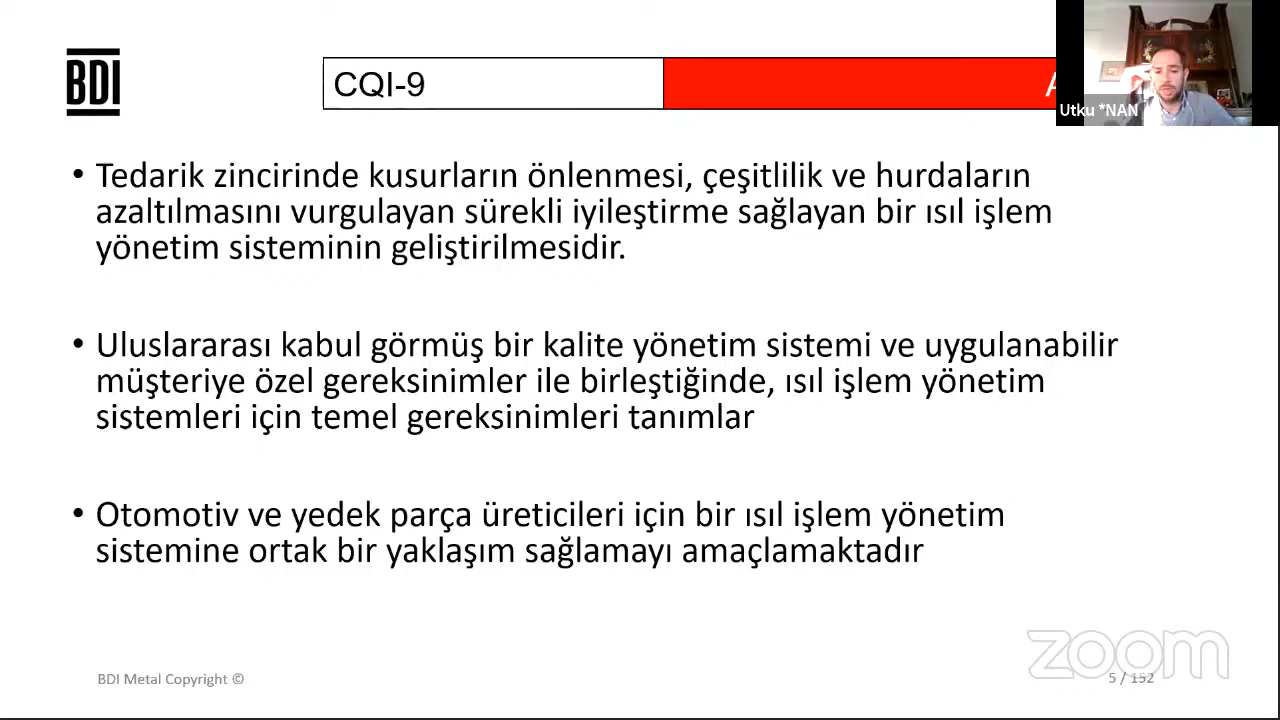 BDI
CQI-9
A
Utku *NAN
• Tedarik zincirinde kusurların önlenmesi, çeşitlilik ve hurdaların
azaltılmasını vurgulayan sürekli iyileştirme sağlayan bir ısıl işlem
yönetim sisteminin geliştirilmesidir.
• Uluslararası kabul görmüş bir kalite yönetim sistemi ve uygulanabilir
müşteriye özel gereksinimler ile birleştiğinde, ısıl işlem yönetim
sistemleri için temel gereksinimleri tanımlar
• Otomotiv ve yedek parça üreticileri için bir ısıl işlem yönetim
sistemine ortak bir yaklaşım sağlamayı amaçlamaktadır
zoom
BDI Metal Copyright ©
5 / 152